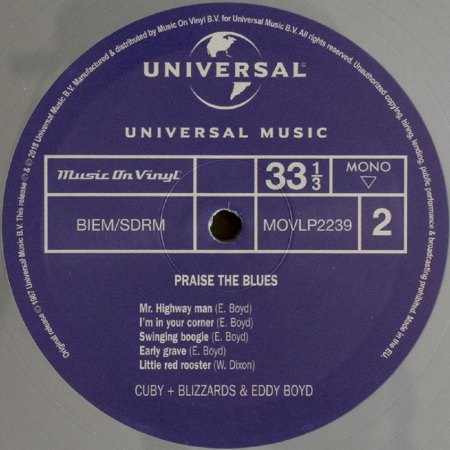 Original release ℗ 1967 Universal Music B.V. This release ℗ & © 2018 Universal Music B.V. Manufactured & distributed by Music On Vinyl B.V. for Universal Music B.V. All rights reserved. Unauthorized copying, hiring, lending, public performance & broadcasting prohibited. Made in the EU.
UNIVERSAL
UNIVERSAL MUSIC
Music On Vinyl
33 1/3
MONO
BIEM/SDRM
MOVLP2239
2
PRAISE THE BLUES
Mr. Highway man (E. Boyd)
I'm in your corner (E. Boyd)
Swinging boogie (E. Boyd)
Early grave (E. Boyd)
Little red rooster (W. Dixon)
CUBY + BLIZZARDS & EDDY BOYD